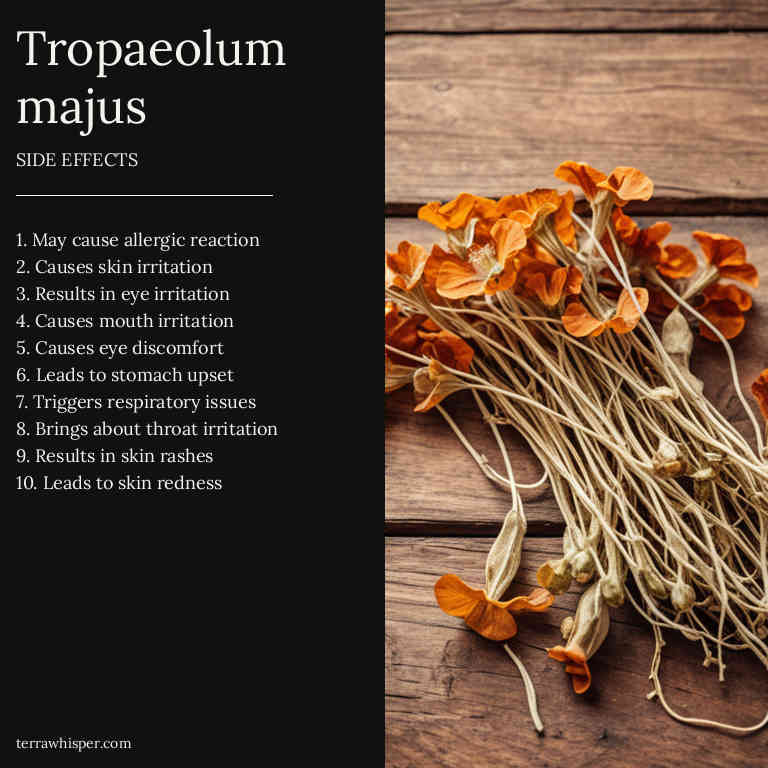 Tropaeolum
majus
SIDE EFFECTS
1. May cause allergic reaction
2. Causes skin irritation
3. Results in eye irritation
4. Causes mouth irritation
5. Causes eye discomfort
6. Leads to stomach upset
7. Triggers respiratory issues
8. Brings about throat irritation
9. Results in skin rashes
10. Leads to skin redness
terrawhisper.com